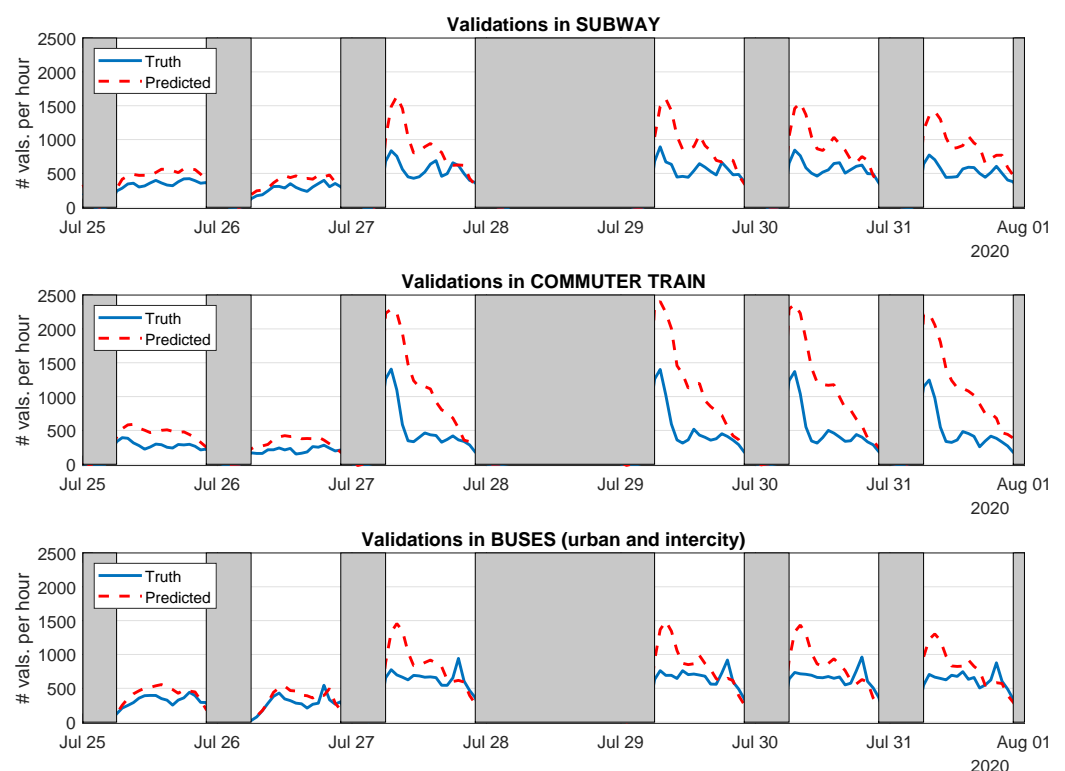 Validations in SUBWAY
# vals. per hour
2500
2000
1500
1000
500
0
Truth
Predicted
Jul 25 Jul 26 Jul 27 Jul 28 Jul 29 Jul 30 Jul 31 Aug 01
2020
Validations in COMMUTER TRAIN
# vals. per hour
2500
2000
1500
1000
500
0
Truth
Predicted
Jul 25 Jul 26 Jul 27 Jul 28 Jul 29 Jul 30 Jul 31 Aug 01
2020
Validations in BUSES (urban and intercity)
# vals. per hour
2500
2000
1500
1000
500
0
Truth
Predicted
Jul 25 Jul 26 Jul 27 Jul 28 Jul 29 Jul 30 Jul 31 Aug 01
2020